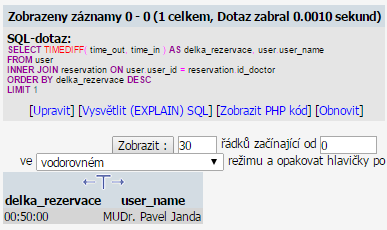 Zobrazeny záznamy 0 - 0 (1 celkem, Dotaz zabral 0.0010 sekund)
SQL-dotaz:
SELECT TIMEDIFF( time_out, time_in ) AS delka_rezervace, user.user_name
FROM user
INNER JOIN reservation ON user user_id = reservation.id_doctor
ORDER BY delka_rezervace DESC
LIMIT 1
[Upravit] [Vysvětlit (EXPLAIN) SQL] [Zobrazit PHP kód] [Obnovit]
Zobrazit : 30 řádků začínající od 0
ve vodorovném režimu a opakovat hlavičky po
delka_rezervace user_name
00:50:00 MUDr. Pavel Janda